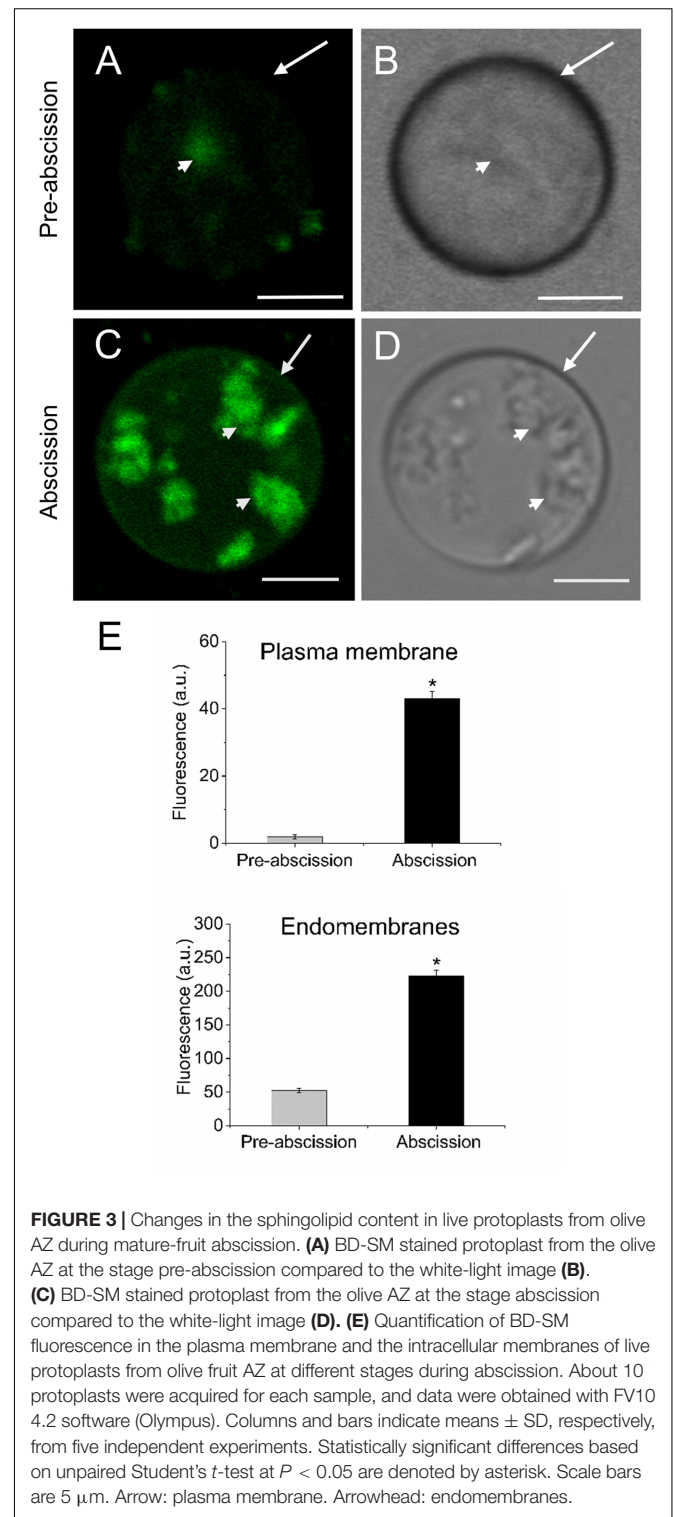 Pre-abscission
A
B
Abscission
C
D
E
Plasma membrane
Fluorescence (a.u.)
60
40
20
0
*
Pre-abscission
Abscission
Endomembranes
Fluorescence (a.u.)
300
250
200
150
100
50
0
*
Pre-abscission
Abscission
FIGURE 3 | Changes in the sphingolipid content in live protoplasts from olive
AZ during mature-fruit abscission. (A) BD-SM stained protoplast from the olive
AZ at the stage pre-abscission compared to the white-light image (B).
(C) BD-SM stained protoplast from the olive AZ at the stage abscission
compared to the white-light image (D). (E) Quantification of BD-SM
fluorescence in the plasma membrane and the intracellular membranes of live
protoplasts from olive fruit AZ at different stages during abscission. About 10
protoplasts were acquired for each sample, and data were obtained with FV10
4.2 software (Olympus). Columns and bars indicate means ± SD, respectively,
from five independent experiments. Statistically significant differences based
on unpaired Student's t-test at P < 0.05 are denoted by asterisk. Scale bars
are 5 μm. Arrow: plasma membrane. Arrowhead: endomembranes.